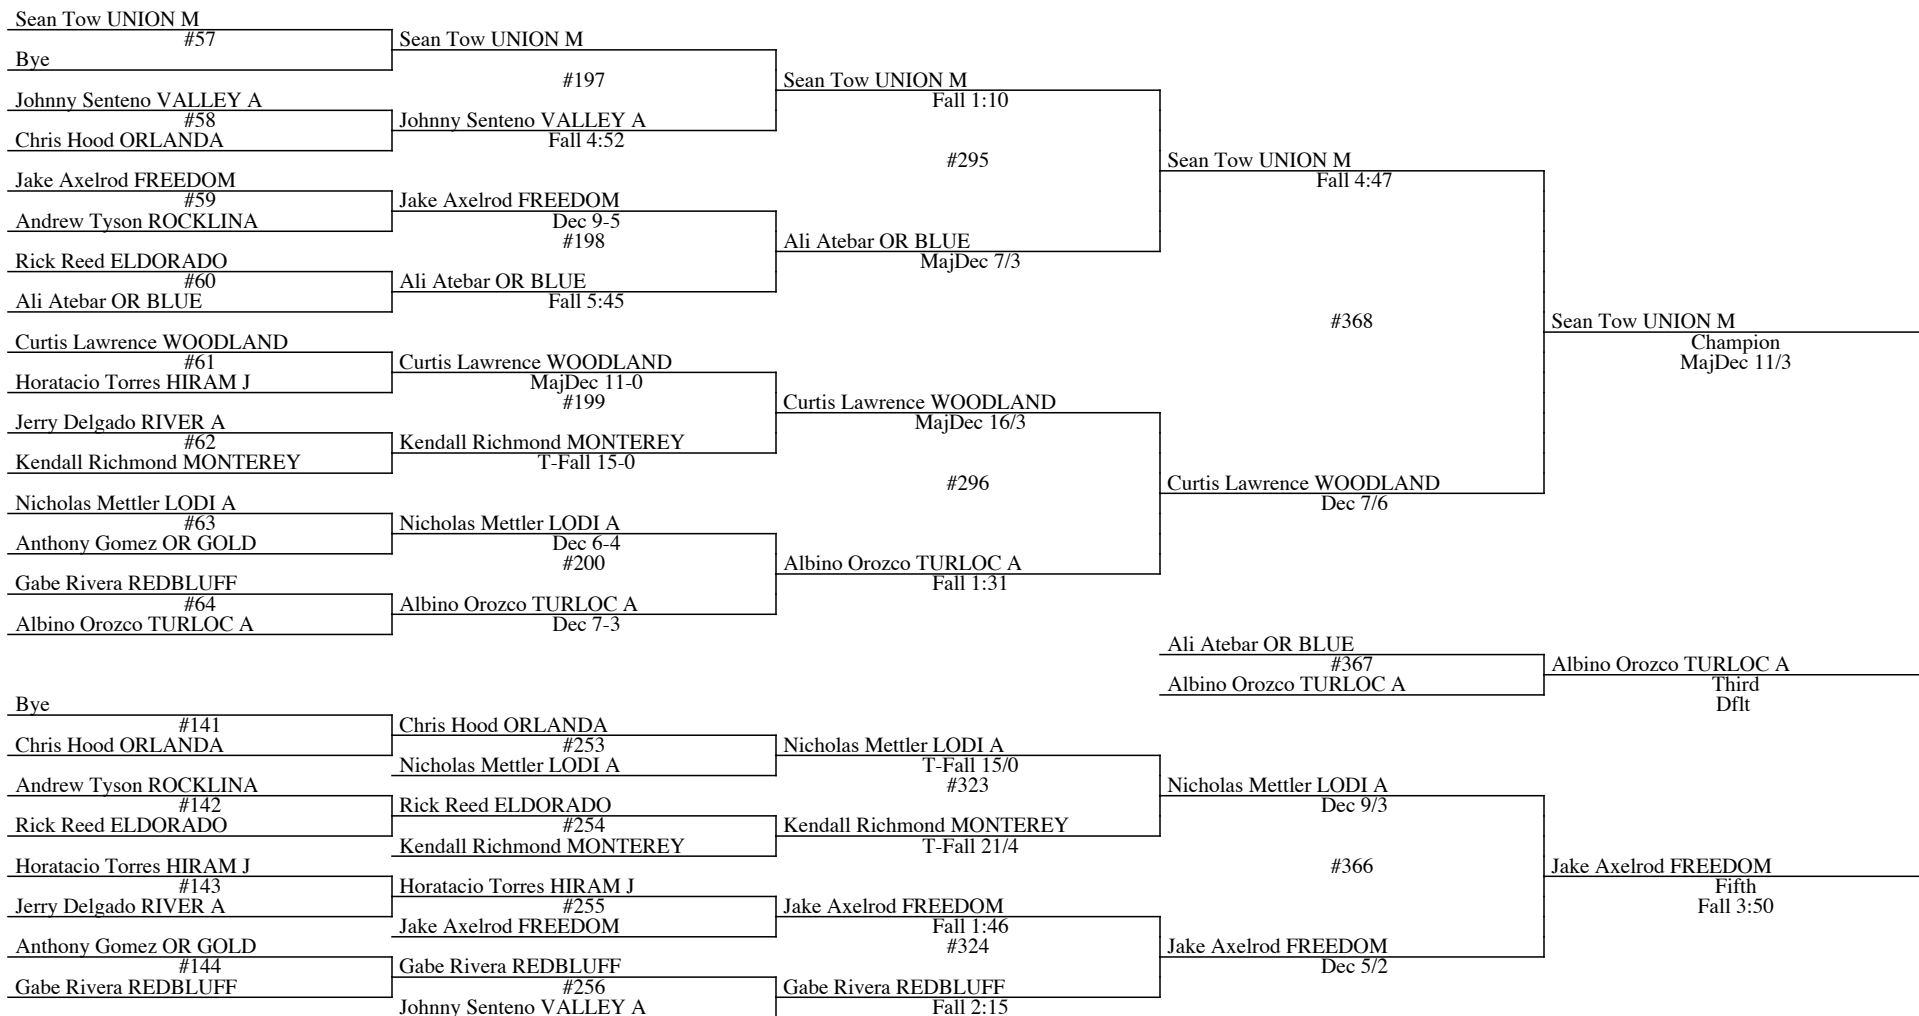 Sean Tow UNION M
#57
Bye
Sean Tow UNION M
#197
Johnny Senteno VALLEY A
#58
Chris Hood ORLANDA
Johnny Senteno VALLEY A
Fall 4:52
Sean Tow UNION M
Fall 1:10
#295
Jake Axelrod FREEDOM
#59
Andrew Tyson ROCKLINA
Jake Axelrod FREEDOM
Dec 9-5
#198
Rick Reed ELDORADO
#60
Ali Atebar OR BLUE
Ali Atebar OR BLUE
Fall 5:45
Ali Atebar OR BLUE
MajDec 7/3
Sean Tow UNION M
Fall 4:47
#368
Curtis Lawrence WOODLAND
#61
Horatacio Torres HIRAM J
Curtis Lawrence WOODLAND
MajDec 11-0
#199
Jerry Delgado RIVER A
#62
Kendall Richmond MONTEREY
Kendall Richmond MONTEREY
T-Fall 15-0
Curtis Lawrence WOODLAND
MajDec 16/3
#296
Nicholas Mettler LODI A
#63
Anthony Gomez OR GOLD
Nicholas Mettler LODI A
Dec 6-4
#200
Gabe Rivera REDBLUFF
#64
Albino Orozco TURLOC A
Albino Orozco TURLOC A
Dec 7-3
Albino Orozco TURLOC A
Fall 1:31
Curtis Lawrence WOODLAND
Dec 7/6
Sean Tow UNION M
Champion
MajDec 11/3
Ali Atebar OR BLUE
#367
Albino Orozco TURLOC A
Albino Orozco TURLOC A
Third
Dflt
Bye
#141
Chris Hood ORLANDA
Chris Hood ORLANDA
#253
Nicholas Mettler LODI A
Nicholas Mettler LODI A
T-Fall 15/0
#323
Andrew Tyson ROCKLINA
#142
Rick Reed ELDORADO
Rick Reed ELDORADO
#254
Kendall Richmond MONTEREY
Kendall Richmond MONTEREY
T-Fall 21/4
Nicholas Mettler LODI A
Dec 9/3
#366
Horatacio Torres HIRAM J
#143
Jerry Delgado RIVER A
Horatacio Torres HIRAM J
#255
Jake Axelrod FREEDOM
Jake Axelrod FREEDOM
Fall 1:46
#324
Anthony Gomez OR GOLD
#144
Gabe Rivera REDBLUFF
Gabe Rivera REDBLUFF
#256
Johnny Senteno VALLEY A
Gabe Rivera REDBLUFF
Fall 2:15
Jake Axelrod FREEDOM
Dec 5/2
Jake Axelrod FREEDOM
Fifth
Fall 3:50